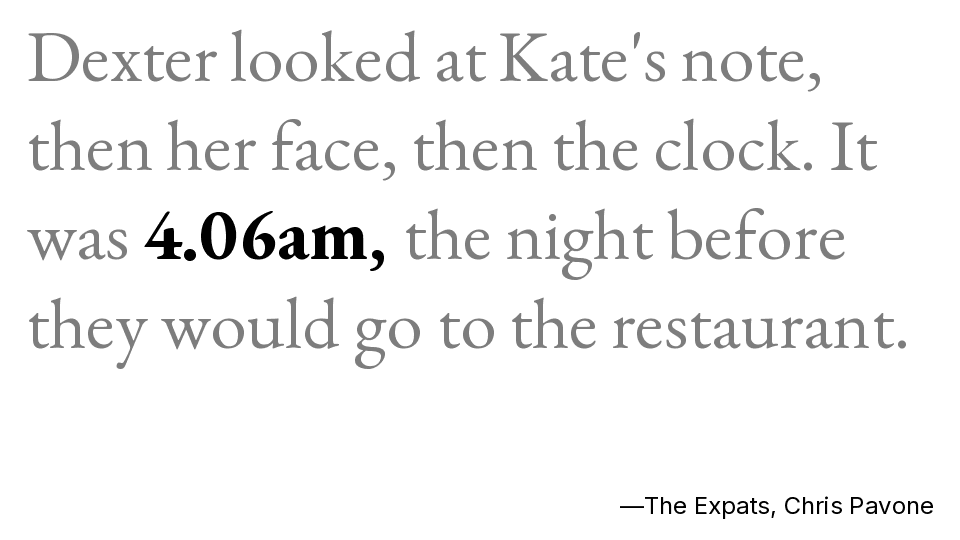 Dexter looked at Kate's note,
then her face, then the clock. It
was 4.06am, the night before
they would go to the restaurant.
—The Expats, Chris Pavone